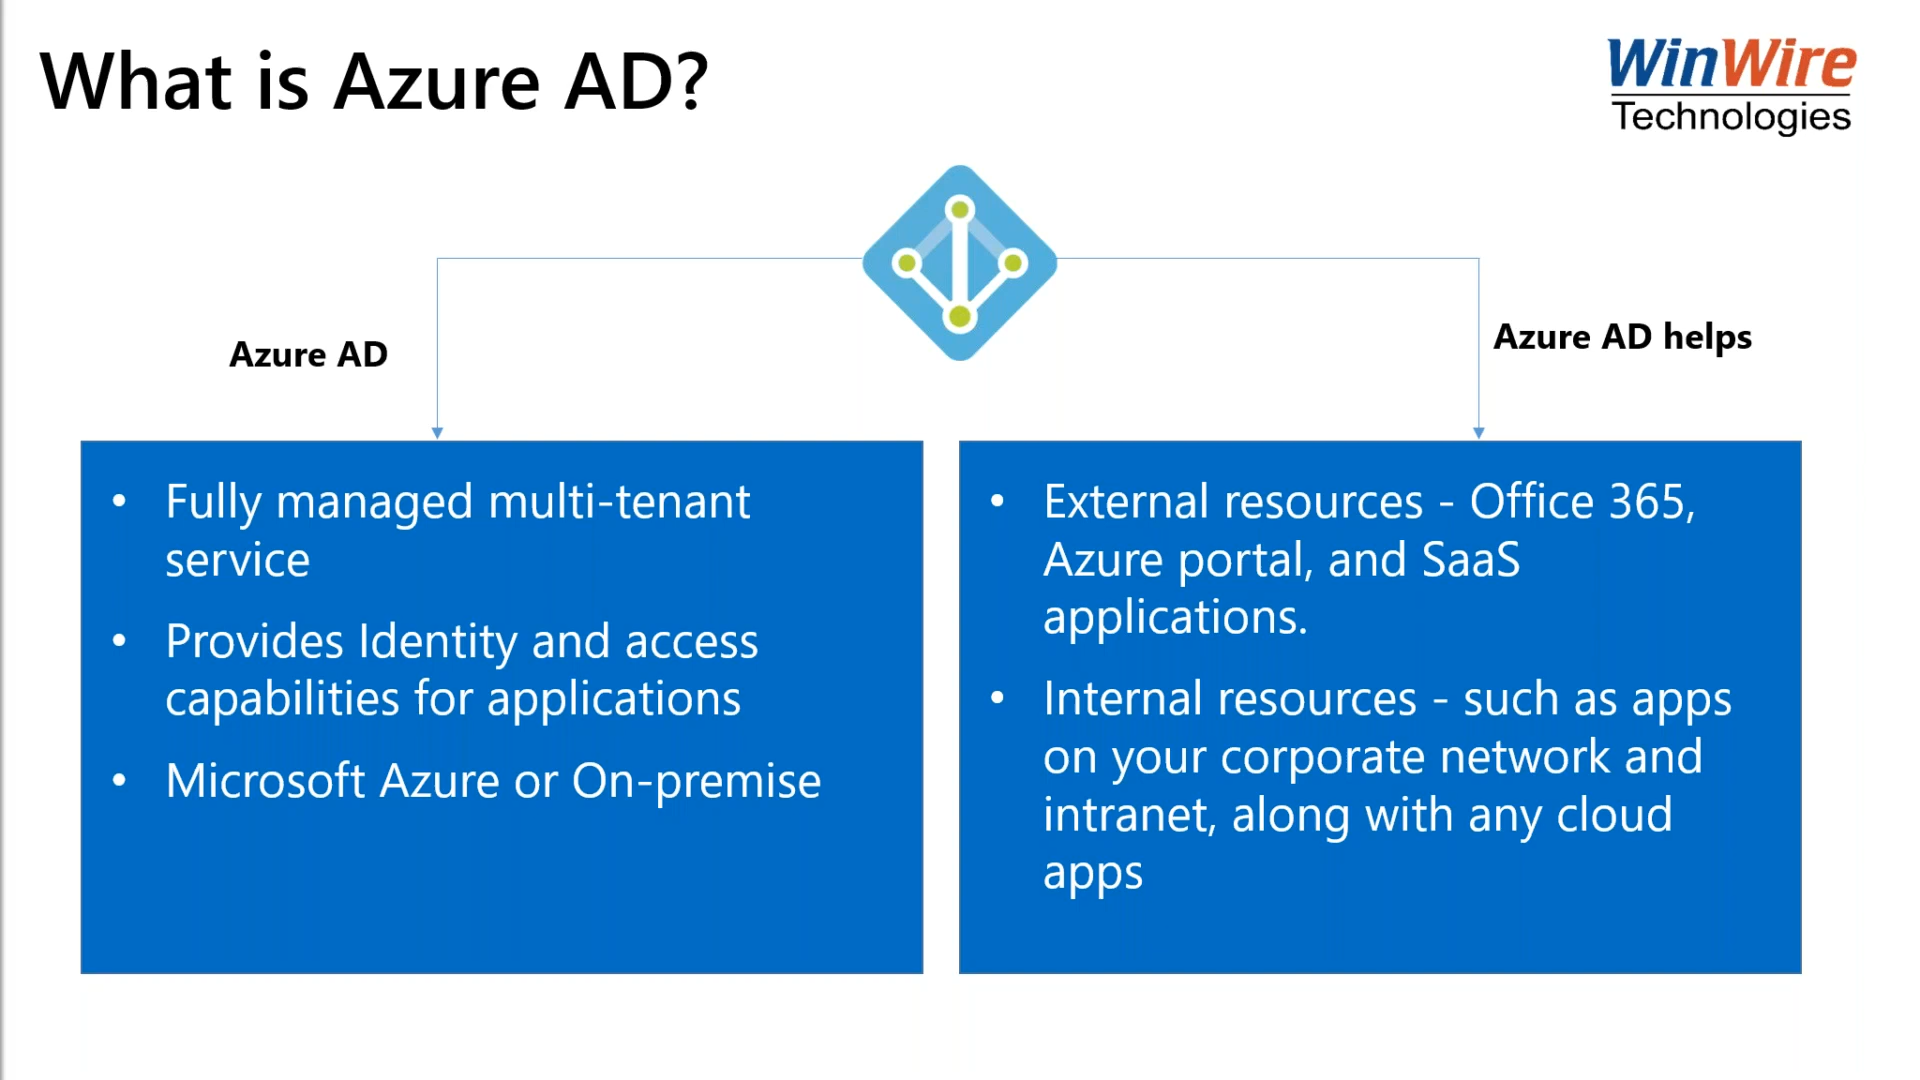 What is Azure AD?
WinWire
Technologies
Azure AD
Azure AD helps
• Fully managed multi-tenant
service
• Provides Identity and access
capabilities for applications
• Microsoft Azure or On-premise
• External resources - Office 365,
Azure portal, and SaaS
applications.
• Internal resources - such as apps
on your corporate network and
intranet, along with any cloud
apps